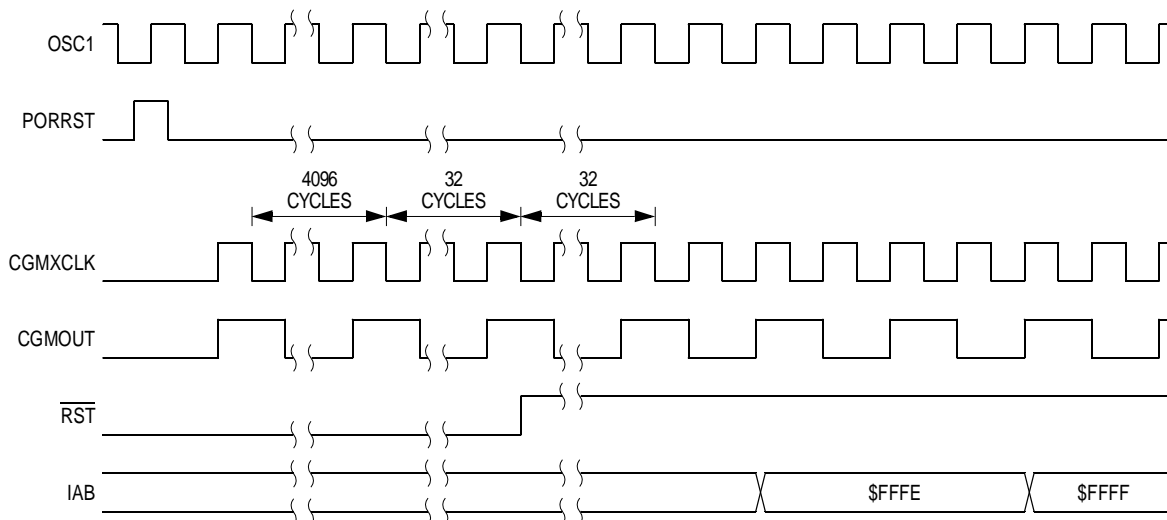 OSC1
PORRST
4096
CYCLES
32
CYCLES
32
CYCLES
CGMXCLK
CGMOUT
RST
IAB
$FFFE
$FFFF